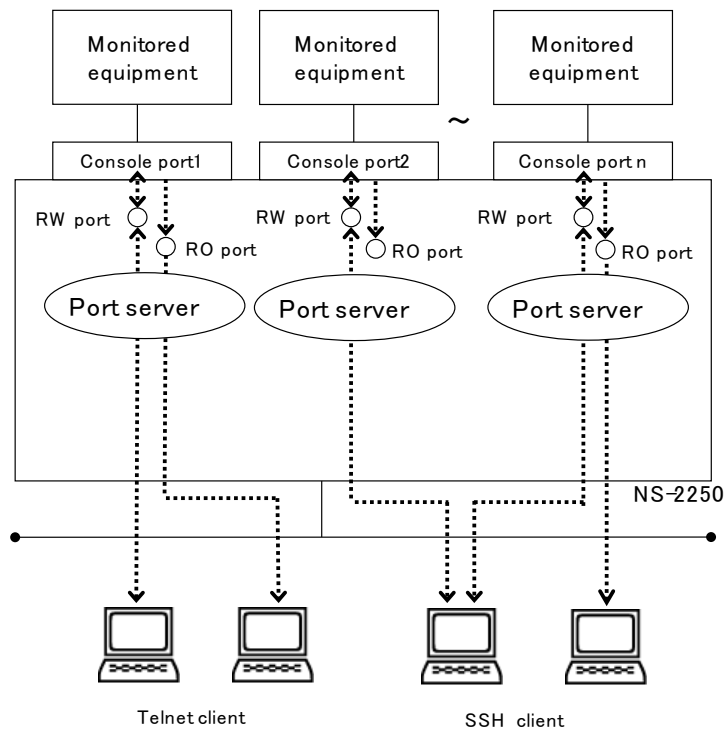 Monitored
equipment
Monitored
equipment
Monitored
equipment
~
Console port1
Console port2
Console port n
RW port
RO port
RW port
RO port
RW port
RO port
Port server
Port server
Port server
NS-2250
Telnet client
SSH client